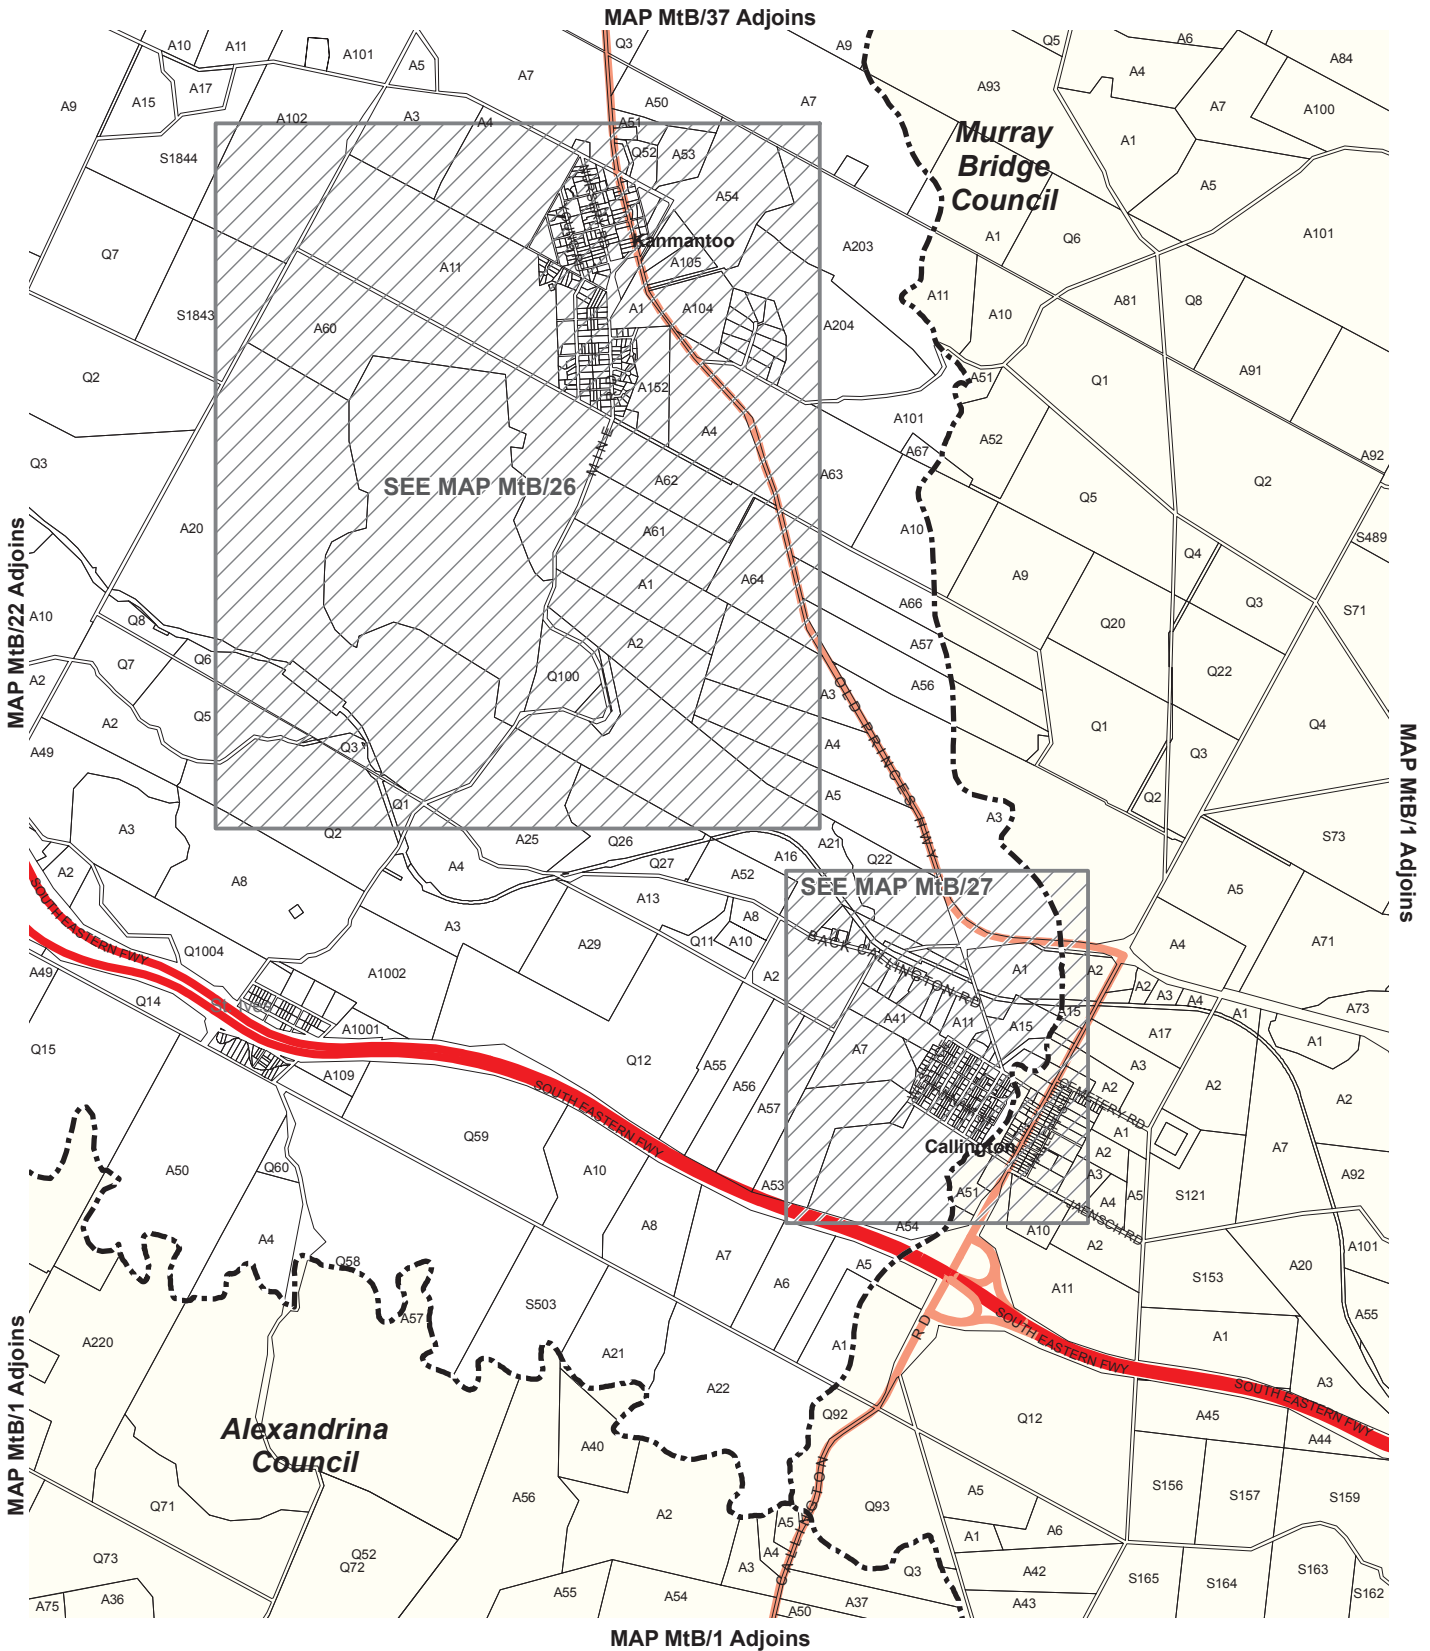 MAP MtB/37 Adjoins
A10
A11
A101
A5
A7
Q3
A9
Q5
A6
A84
A9
A15
A17
A102
A3
A4
A50
A51
A7
A93
A4
A7
A100
S1844
Q52
A53
A54
Murray
Bridge
Council
A1
A5
Q7
A11
Kanmantoo
A105
A203
A1
Q6
A101
S1843
A60
A1
A104
A204
A11
A10
A81
Q8
Q2
A152
A51
Q1
A91
Q3
A4
A101
A67
A52
A92
SEE MAP MtB/26
MINE
A62
A63
Q5
Q2
A20
A61
A10
S489
MAP MtB/22 Adjoins
A10
Q8
A1
A64
A66
A9
Q4
Q3
S71
Q7
Q6
A2
A57
Q20
Q22
A2
A2
Q5
Q100
A56
A3
OLD PRINCES HWY
Q1
Q4
A49
Q3
A4
Q3
MAP MtB/1 Adjoins
Q1
A5
Q2
A3
A3
Q2
A25
Q26
A21
Q22
S73
A2
A8
A4
Q27
A52
A16
SEE MAP MtB/27
A5
SOUTH EASTERN FWY
A13
A8
A3
Q11
A10
BACK CALLINGTON RD
A4
A71
Q1004
A29
A49
A1002
A2
A1
A2
A2
A3
A4
A73
Q14
A1001
A41
A11
A15
A15
A17
A1
A1
Q15
A109
Q12
A55
A7
A3
A2
A56
A2
A2
SOUTH EASTERN FWY
A57
CEMETERY RD
Q59
A1
A7
Callington
A2
A50
Q60
A10
A53
A51
A3
A5
S121
A92
A4
JAENSCH RD
A4
A8
A54
A10
A2
A101
Q58
A7
A5
A6
A11
S153
A20
S503
A57
RD
SOUTH EASTERN FWY
A55
A220
A1
A1
A21
SOUTH EASTERN FWY
A3
MAP MtB/1 Adjoins
A22
Q92
Q12
A45
Alexandrina
Council
A40
A44
Q71
A56
A2
CALLINGTON
Q93
A5
S156
S157
S159
A5
A1
A6
Q73
Q52
Q72
A4
A3
Q3
A42
S165
S164
S163
S162
A75
A36
A55
A54
A50
A37
A43
MAP MtB/1 Adjoins